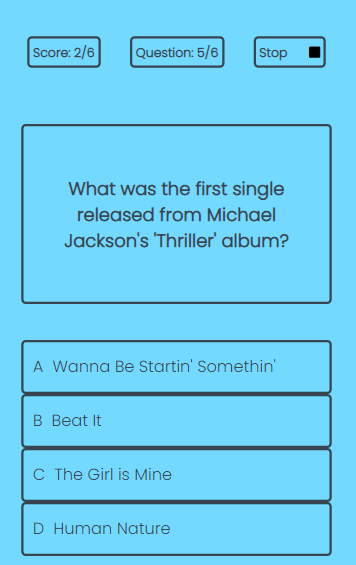 Score: 2/6 Question: 5/6 Stop
What was the first single
released from Michael
Jackson's 'Thriller' album?
A Wanna Be Startin' Somethin'
B Beat It
C The Girl is Mine
D Human Nature